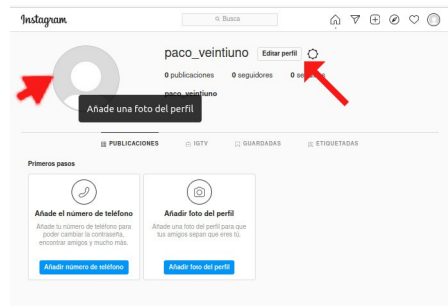 Instagram
Busca
paco_veintiuno Editar perfil
0 publicaciones 0 seguidores 0
paco_veintiuno
Añade una foto del perfil
PUBLICACIONES IGTV GUARDADAS ETIQUETADAS
Primeros pasos
Añade el número de teléfono
Añade tu número de teléfono para
poder cambiar la contraseña,
encontrar amigos y mucho más.
Añadir número de teléfono
Añadir foto del perfil
Añade una foto del perfil para que
tus amigos sepan que eres tú.
Añadir foto del perfil